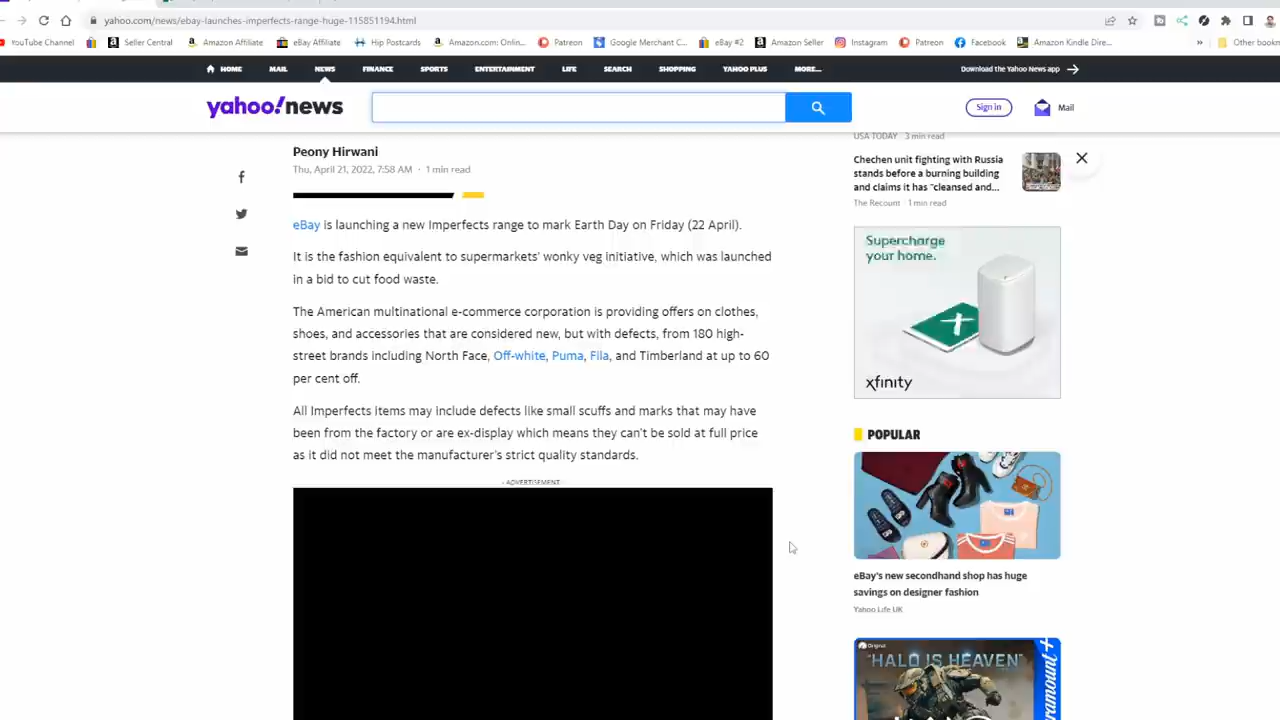 yahoo.com/news/ebay-launches-imperfects-range-huge-115851194.html
YouTube Channel
Seller Central
Amazon Affiliate
eBay Affiliate
Hip Postcards
Amazon.com: Onlin...
Patreon
Google Merchant C...
eBay #2
Amazon Seller
Instagram
Patreon
Facebook
Amazon Kindle Dire...
»
Other bookm
HOME
MAIL
NEWS
FINANCE
SPORTS
ENTERTAINMENT
LIFE
SEARCH
SHOPPING
YAHOO PLUS
MORE...
Download the Yahoo News app
yahoo!news
Sign in
Mail
Peony Hirwani
Thu, April 21, 2022, 7:58 AM · 1 min read
eBay is launching a new Imperfects range to mark Earth Day on Friday (22 April).
It is the fashion equivalent to supermarkets' wonky veg initiative, which was launched
in a bid to cut food waste.
The American multinational e-commerce corporation is providing offers on clothes,
shoes, and accessories that are considered new, but with defects, from 180 high-
street brands including North Face, Off-white, Puma, Fila, and Timberland at up to 60
per cent off.
All Imperfects items may include defects like small scuffs and marks that may have
been from the factory or are ex-display which means they can't be sold at full price
as it did not meet the manufacturer's strict quality standards.
- ADVERTISEMENT -
USA TODAY · 3 min read
Chechen unit fighting with Russia
stands before a burning building
and claims it has "cleansed and...
The Recount · 1 min read
Supercharge
your home.
xfinity
POPULAR
eBay's new secondhand shop has huge
savings on designer fashion
Yahoo Life UK
Original
"HALO IS HEAVEN"
Paramount+